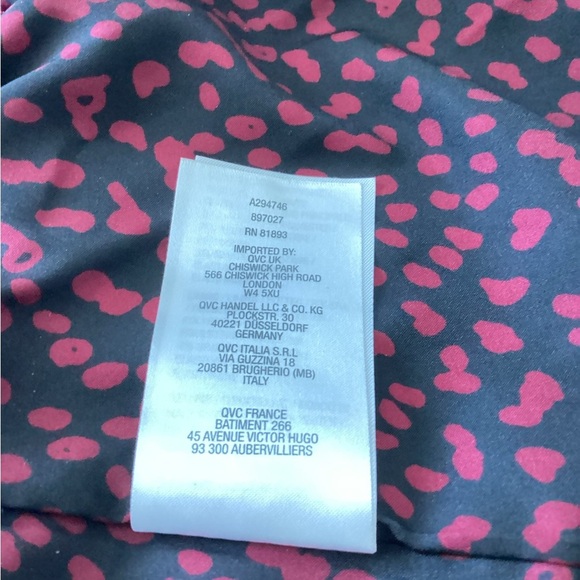 A294746
897027
RN 81893
IMPORTED BY:
QVC UK
CHISWICK PARK
566 CHISWICK HIGH ROAD
LONDON
W4 5XU
QVC HANDEL LLC & CO. KG
PLOCKSTR. 30
40221 DÜSSELDORF
GERMANY
QVC ITALIA S.R.L
VIA GUZZINA 18
20861 BRUGHERIO (MB)
ITALY
QVC FRANCE
BATIMENT 266
45 AVENUE VICTOR HUGO
93 300 AUBERVILLIERS